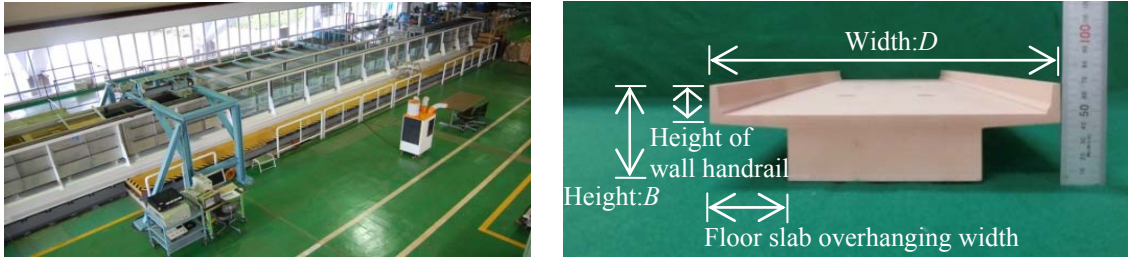 Width:D
Height of
wall handrail
Height:B
Floor slab overhanging width
100
50